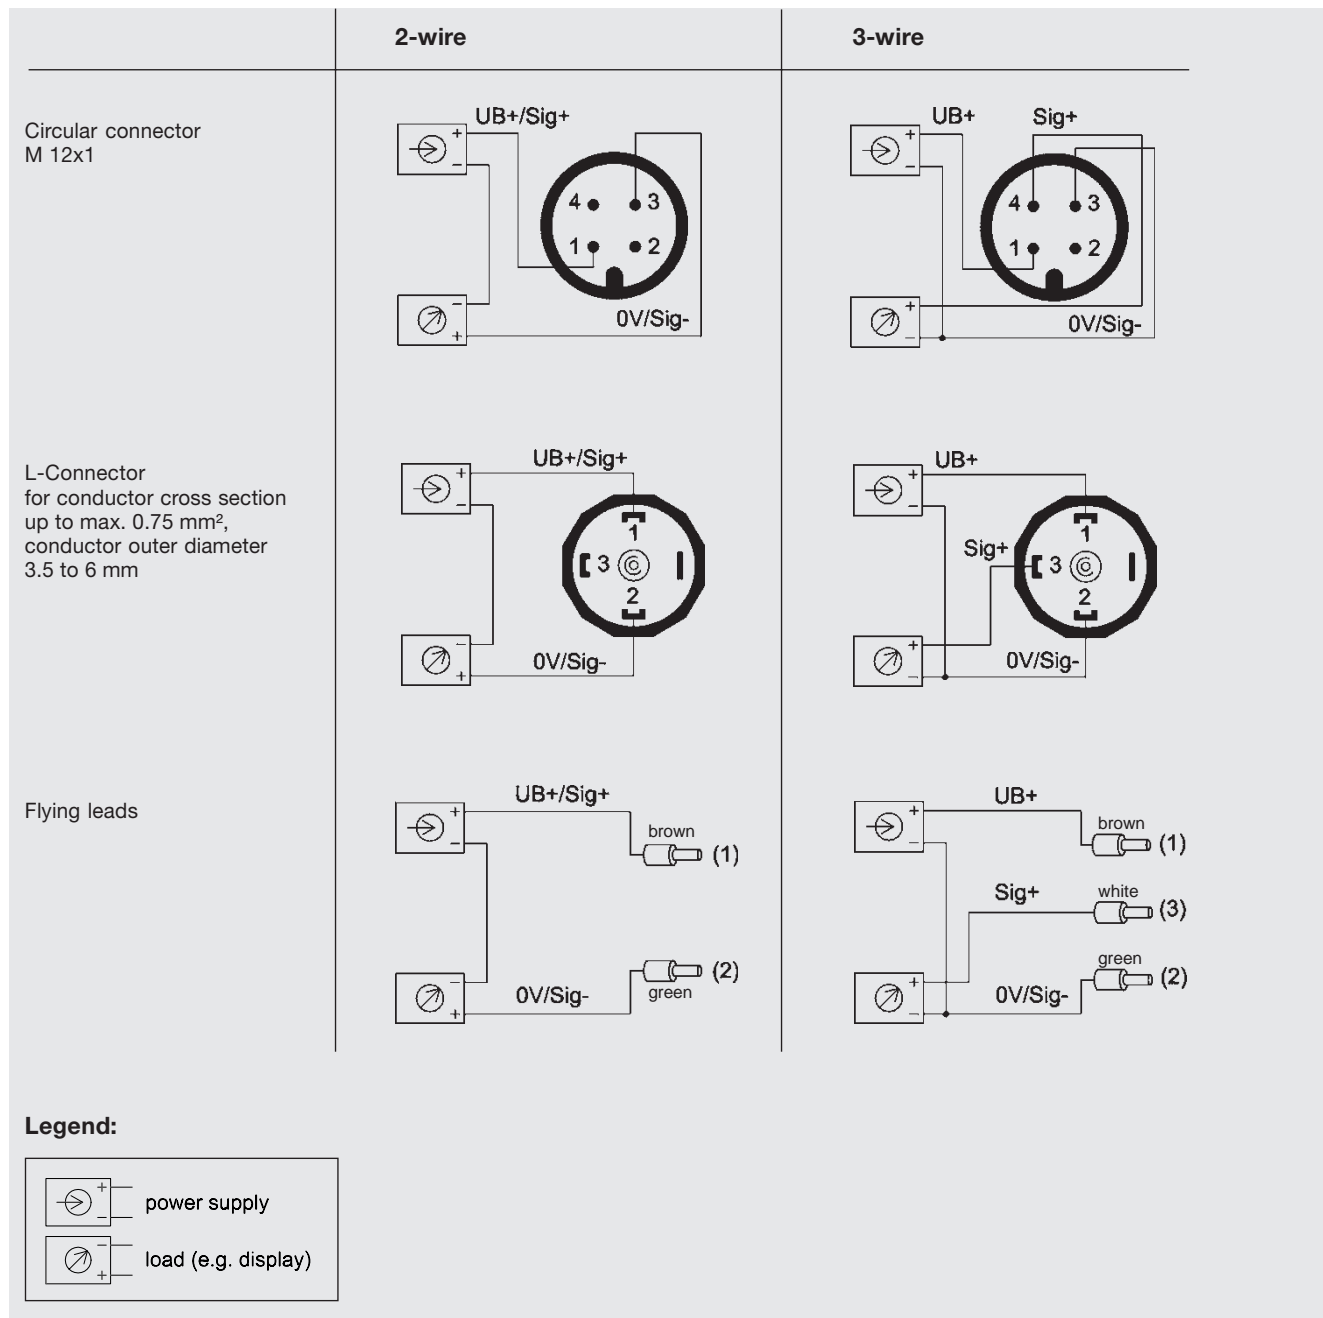 2-wire
3-wire
Circular connector
M 12x1
UB+/Sig+
+
−
4
3
1
2
−
+
0V/Sig-
UB+
Sig+
+
−
4
3
1
2
+
−
0V/Sig-
L-Connector
for conductor cross section
up to max. 0.75 mm²,
conductor outer diameter
3.5 to 6 mm
UB+/Sig+
+
−
1
3
2
−
+
0V/Sig-
UB+
+
−
Sig+
1
3
2
+
−
0V/Sig-
Flying leads
UB+/Sig+
+
−
brown
(1)
(2)
green
−
+
0V/Sig-
UB+
+
−
brown
(1)
Sig+
white
(3)
green
(2)
+
−
0V/Sig-
Legend:
+
−
power supply
−
+
load (e.g. display)